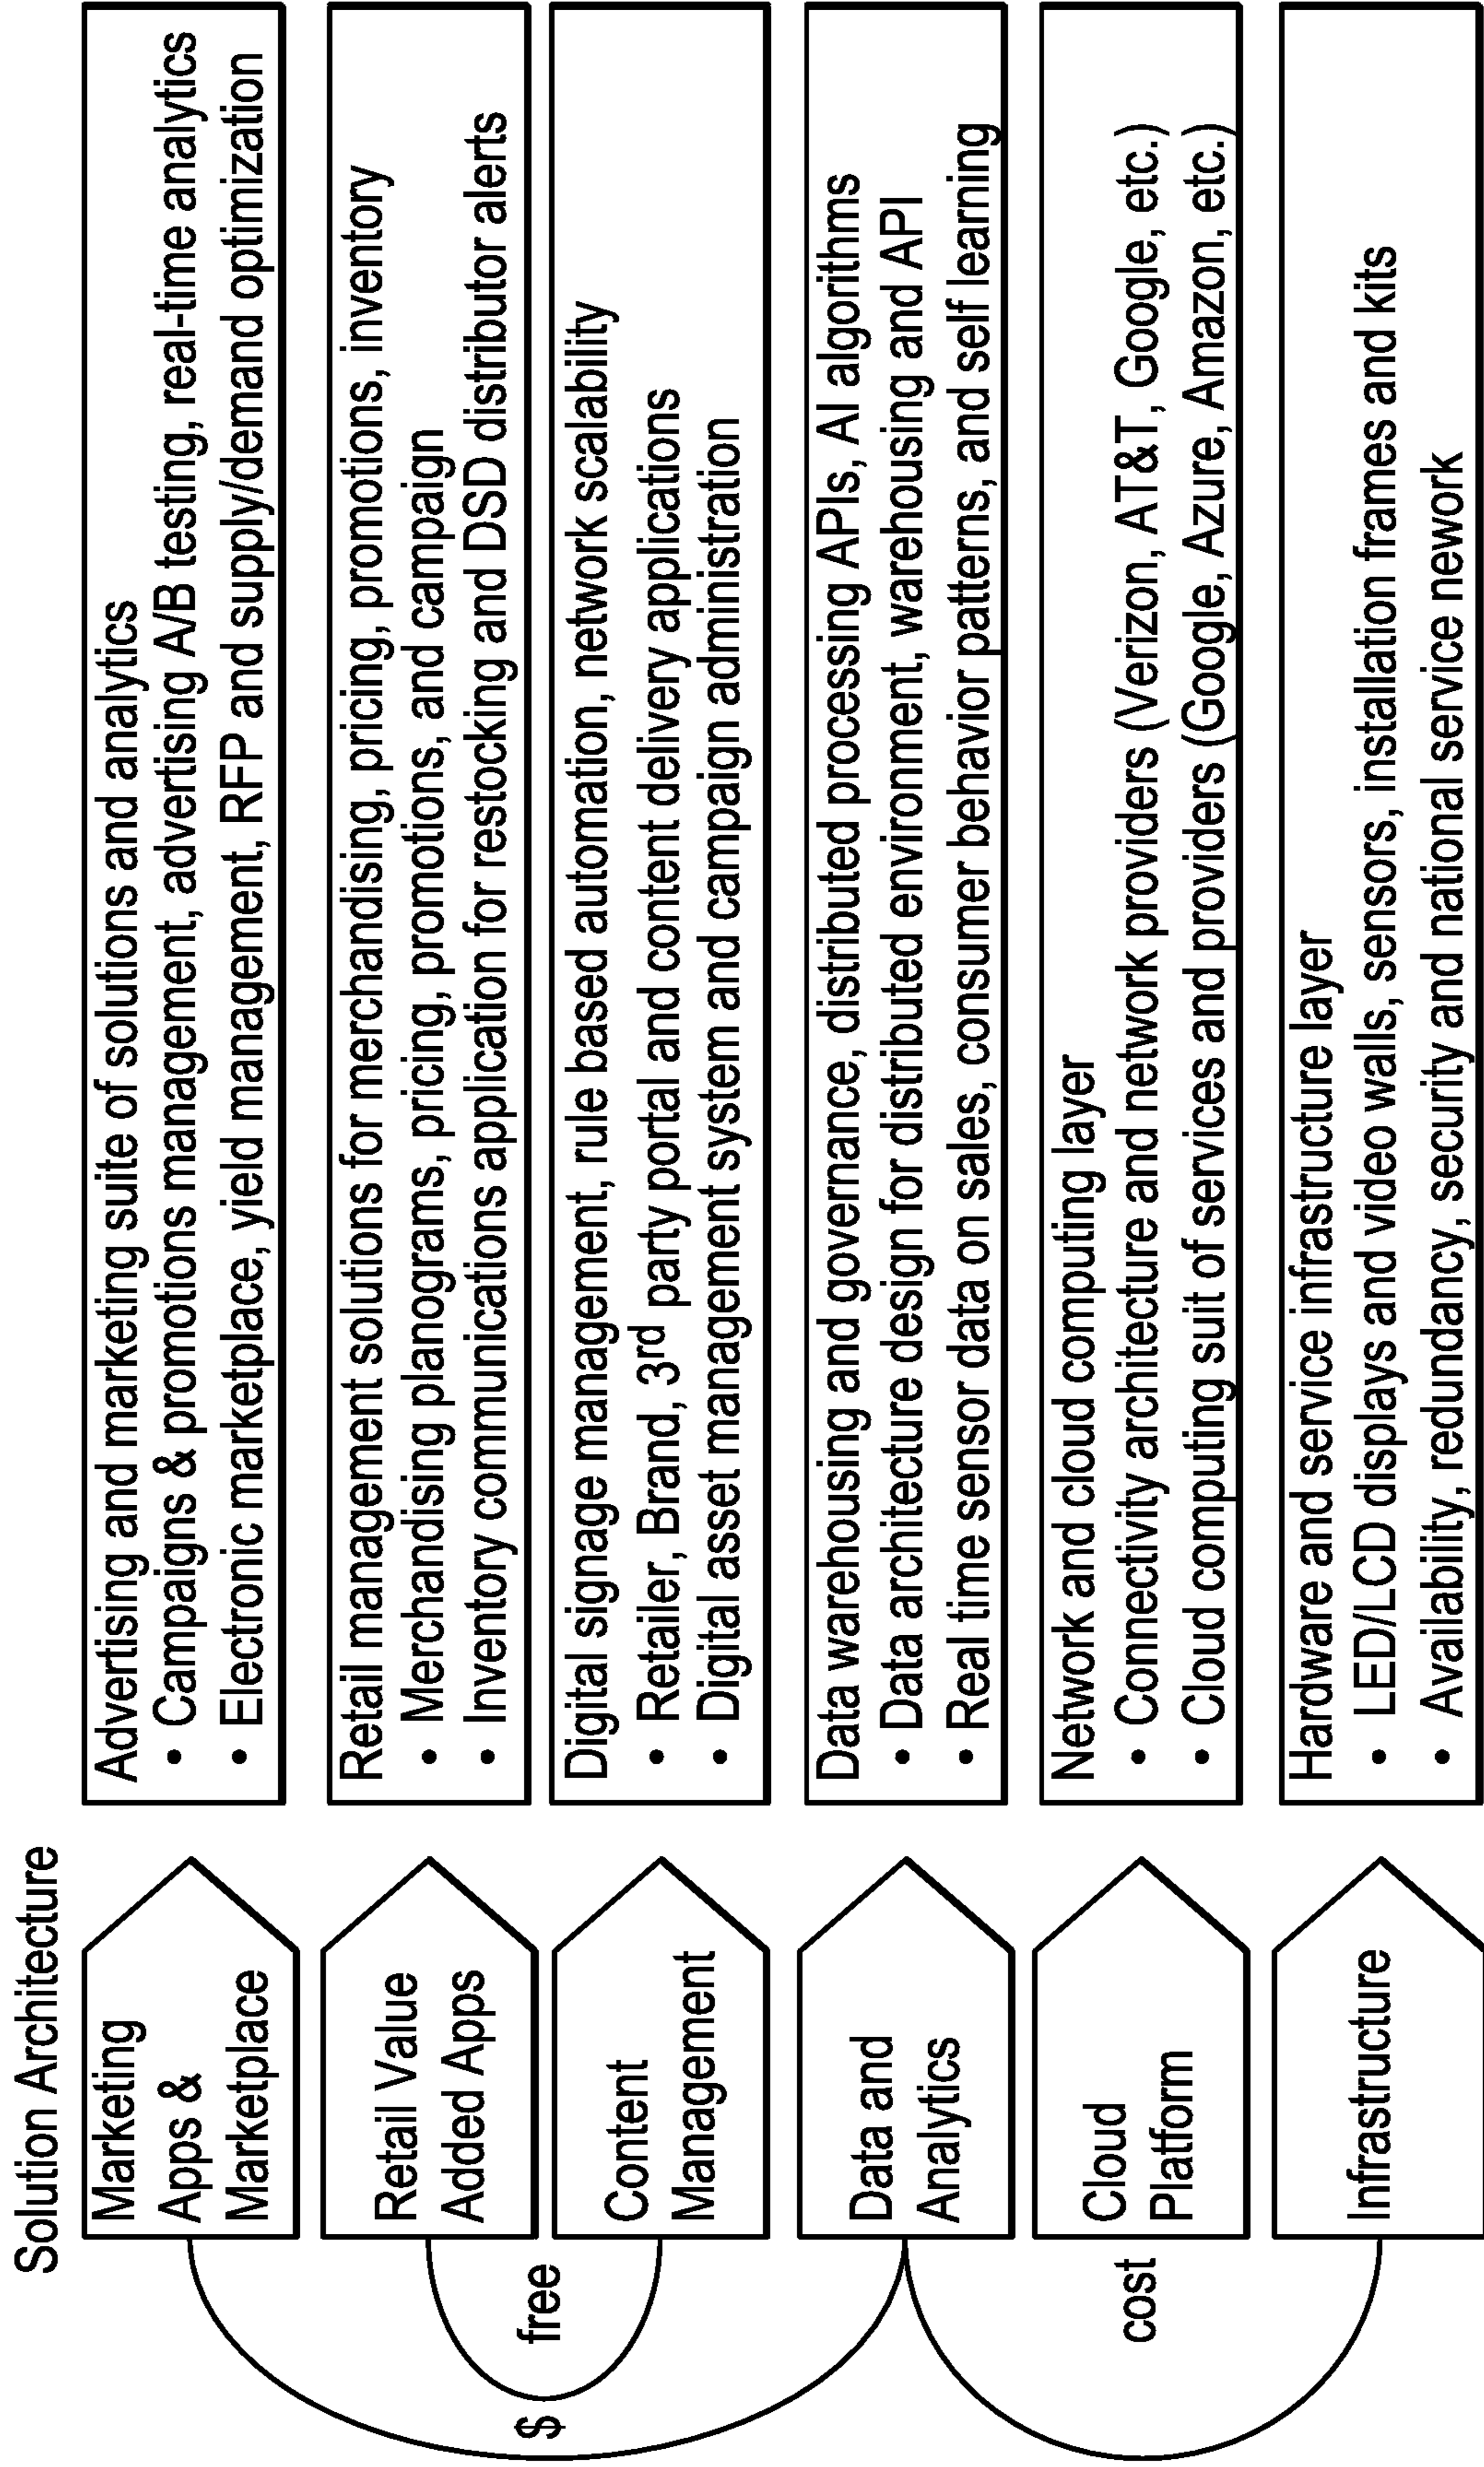 Solution Architecture
Marketing
Apps &
Marketplace
Advertising and marketing suite of solutions and analytics
• Campaigns & promotions management, advertising A/B testing, real-time analytics
• Electronic marketplace, yield management, RFP and supply/demand optimization
Retail Value
Added Apps
Retail management solutions for merchandising, pricing, promotions, inventory
• Merchandising planograms, pricing, promotions, and campaign
• Inventory communications application for restocking and DSD distributor alerts
$
free
Content
Management
Digital signage management, rule based automation, network scalability
• Retailer, Brand, 3rd party portal and content delivery applications
• Digital asset management system and campaign administration
Data and
Analytics
Data warehousing and governance, distributed processing APIs, AI algorithms
• Data architecture design for distributed environment, warehousing and API
• Real time sensor data on sales, consumer behavior patterns, and self learning
cost
Cloud
Platform
Network and cloud computing layer
• Connectivity architecture and network providers (Verizon, AT&T, Google, etc.)
• Cloud computing suit of services and providers (Google, Azure, Amazon, etc.)
Infrastructure
Hardware and service infrastructure layer
• LED/LCD displays and video walls, sensors, installation frames and kits
• Availability, redundancy, security and national service nework